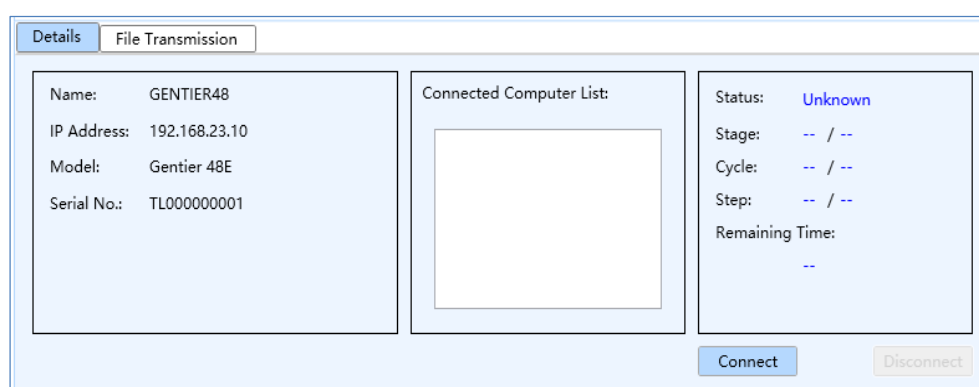 Details
File Transmission
Name: GENTIER48
IP Address: 192.168.23.10
Model: Gentier 48E
Serial No.: TL000000001
Connected Computer List:
Status: Unknown
Stage: -- / --
Cycle: -- / --
Step: -- / --
Remaining Time:
--
Connect
Disconnect